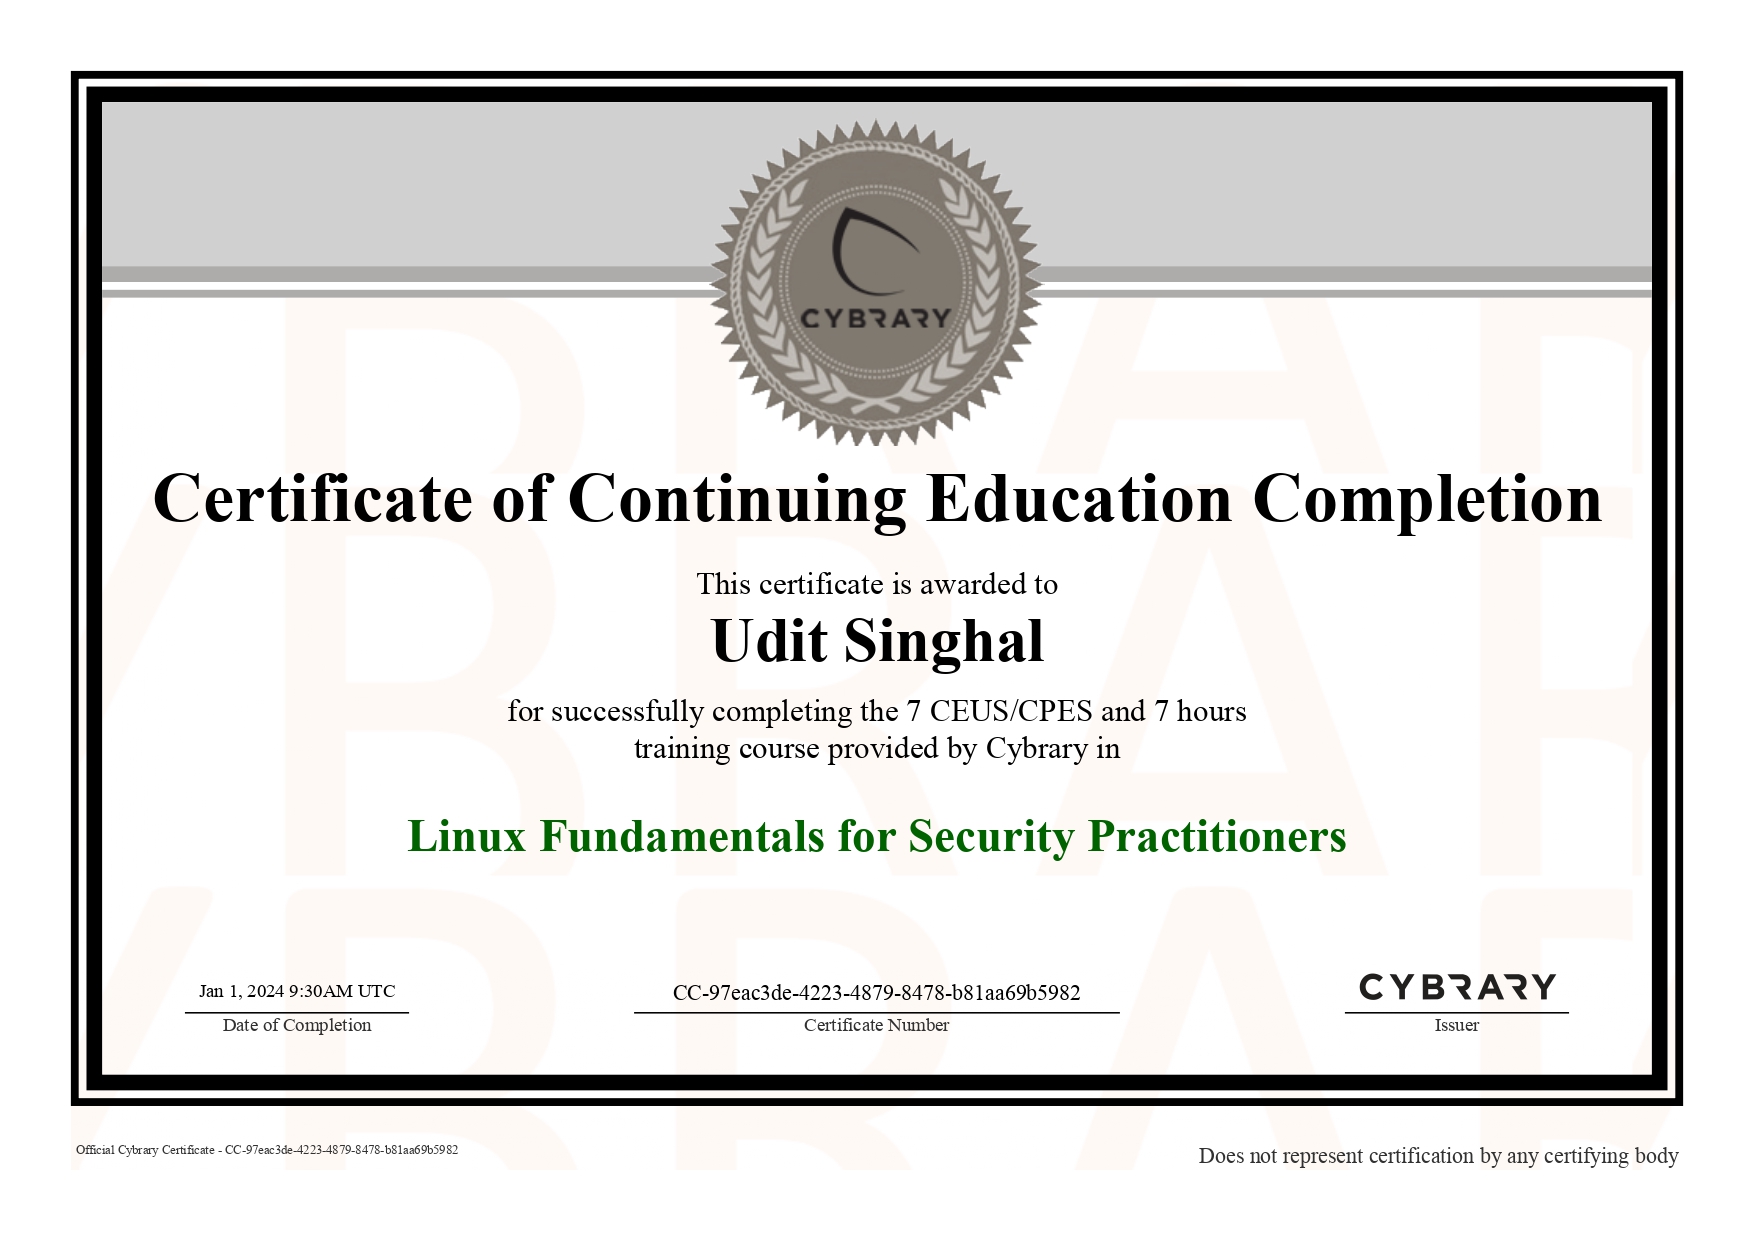 CYBRARY
Certificate of Continuing Education Completion
This certificate is awarded to
Udit Singhal
for successfully completing the 7 CEUS/CPES and 7 hours
training course provided by Cybrary in
Linux Fundamentals for Security Practitioners
Jan 1, 2024 9:30AM UTC
Date of Completion
CC-97eac3de-4223-4879-8478-b81aa69b5982
Certificate Number
CYBRARY
Issuer
Official Cybrary Certificate - CC-97eac3de-4223-4879-8478-b81aa69b5982
Does not represent certification by any certifying body